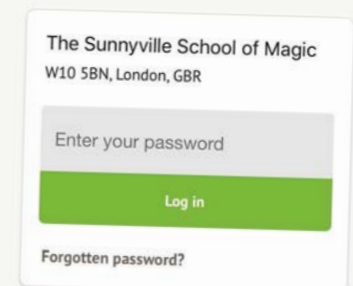 The Sunnyville School of Magic
W10 5BN, London, GBR
Enter your password
Log in
Forgotten password?